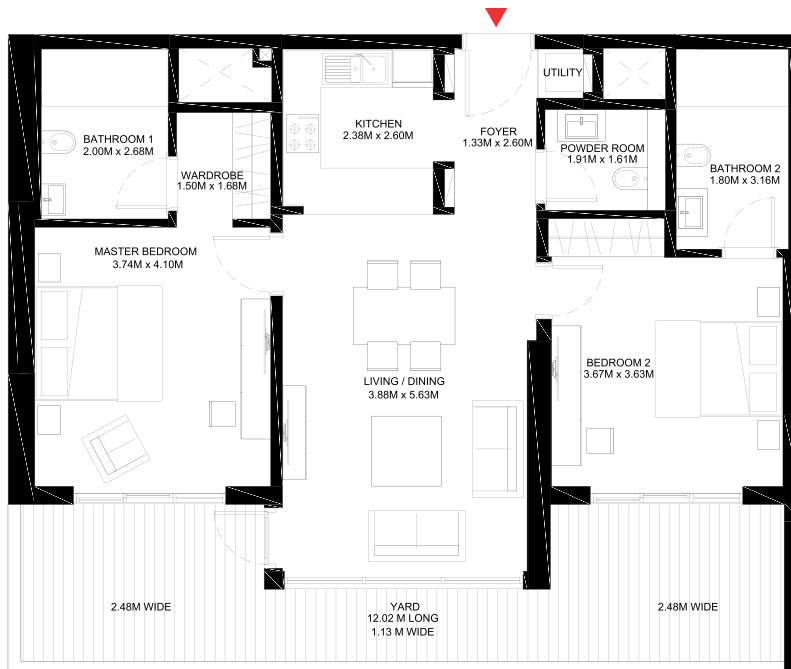 UTILITY
KITCHEN
2.38M x 2.60M
FOYER
1.33M x 2.60M
BATHROOM 1
2.00M x 2.68M
POWDER ROOM
1.91M x 1.61M
BATHROOM 2
1.80M x 3.16M
WARDROBE
1.50M x 1.68M
MASTER BEDROOM
3.74M x 4.10M
BEDROOM 2
3.67M x 3.63M
LIVING / DINING
3.88M x 5.63M
2.48M WIDE
YARD
12.02 M LONG
1.13 M WIDE
2.48M WIDE